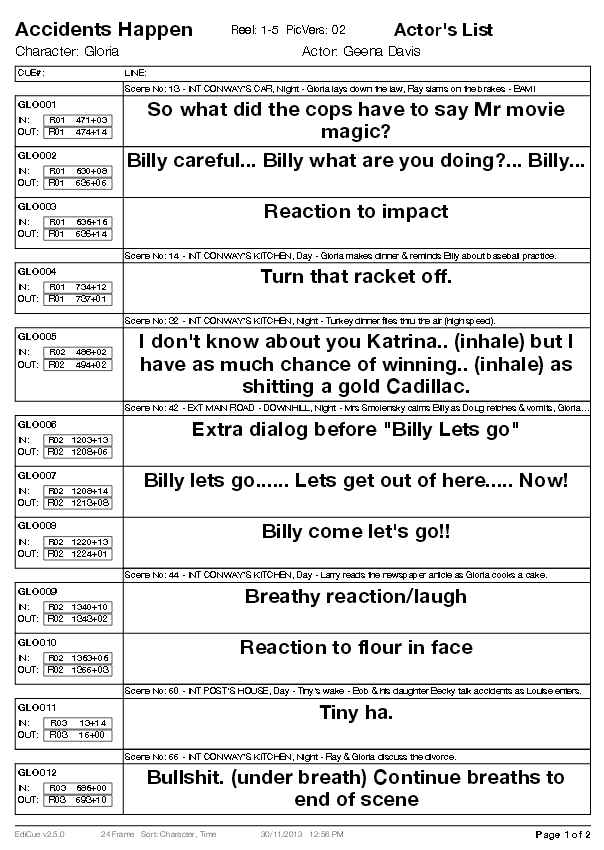 Accidents Happen Reel: 1-5 PicVers: 02 Actor's List
Character: Gloria Actor: Geena Davis
CUE#: LINE:
Scene No: 13 - INT CONWAY'S CAR, Night - Gloria lays down the law, Ray slams on the brakes - BAM!
GLO001
IN: R01 471+03
OUT: R01 474+14
So what did the cops have to say Mr movie
magic?
GLO002
IN: R01 630+08
OUT: R01 635+06
Billy careful... Billy what are you doing?... Billy...
GLO003
IN: R01 636+15
OUT: R01 638+14
Reaction to impact
Scene No: 14 - INT CONWAY'S KITCHEN, Day - Gloria makes dinner & reminds Billy about baseball practice.
GLO004
IN: R01 734+12
OUT: R01 737+01
Turn that racket off.
Scene No: 32 - INT CONWAY'S KITCHEN, Night - Turkey dinner flies thru the air (high speed).
GLO005
IN: R02 486+02
OUT: R02 494+02
I don't know about you Katrina.. (inhale) but I
have as much chance of winning.. (inhale) as
shitting a gold Cadillac.
Scene No: 42 - EXT MAIN ROAD - DOWNHILL, Night - Mrs Smolensky calms Billy as Doug retches & vomits, Gloria...
GLO006
IN: R02 1203+13
OUT: R02 1208+06
Extra dialog before "Billy Lets go"
GLO007
IN: R02 1208+14
OUT: R02 1213+08
Billy lets go...... Lets get out of here..... Now!
GLO008
IN: R02 1220+13
OUT: R02 1224+01
Billy come let's go!!
Scene No: 44 - INT CONWAY'S KITCHEN, Day - Larry reads the newspaper article as Gloria cooks a cake.
GLO009
IN: R02 1340+10
OUT: R02 1343+02
Breathy reaction/laugh
GLO010
IN: R02 1363+06
OUT: R02 1366+03
Reaction to flour in face
Scene No: 60 - INT POST'S HOUSE, Day - Tiny's wake - Bob & his daughter Becky talk accidents as Louise enters.
GLO011
IN: R03 13+14
OUT: R03 16+00
Tiny ha.
Scene No: 66 - INT CONWAY'S KITCHEN, Night - Ray & Gloria discuss the divorce.
GLO012
IN: R03 686+00
OUT: R03 693+10
Bullshit. (under breath) Continue breaths to
end of scene
EdiCue v2.5.0 24 Frame Sort: Character, Time 30/11/2013 12:56 PM Page 1 of 2